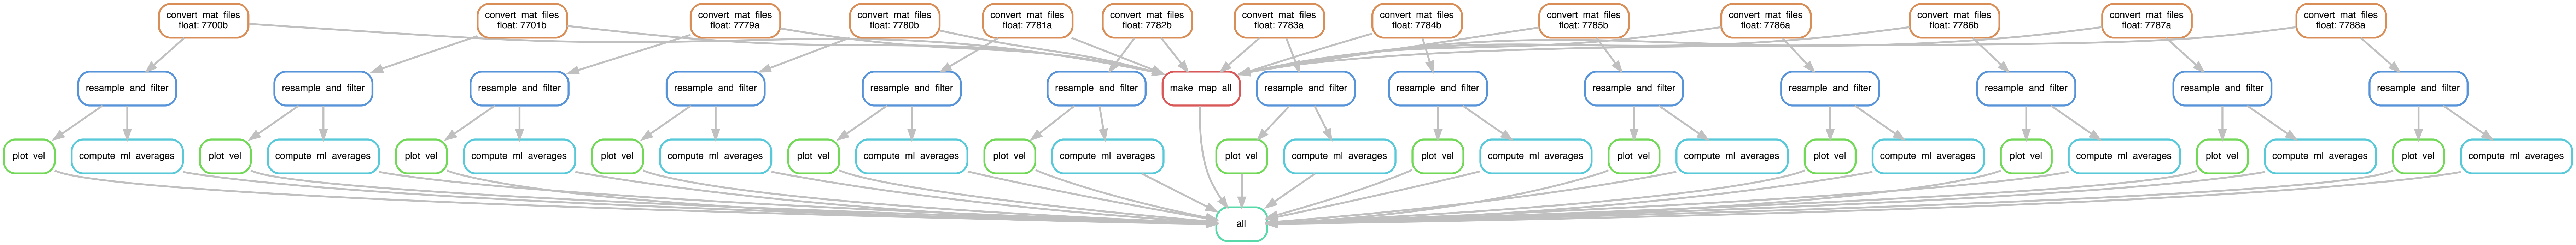 convert_mat_files
float: 7700b
convert_mat_files
float: 7701b
convert_mat_files
float: 7779a
convert_mat_files
float: 7780b
convert_mat_files
float: 7781a
convert_mat_files
float: 7782b
convert_mat_files
float: 7783a
convert_mat_files
float: 7784b
convert_mat_files
float: 7785b
convert_mat_files
float: 7786a
convert_mat_files
float: 7786b
convert_mat_files
float: 7787a
convert_mat_files
float: 7788a
resample_and_filter
resample_and_filter
resample_and_filter
resample_and_filter
resample_and_filter
resample_and_filter
make_map_all
resample_and_filter
resample_and_filter
resample_and_filter
resample_and_filter
resample_and_filter
resample_and_filter
resample_and_filter
plot_vel
compute_ml_averages
plot_vel
compute_ml_averages
plot_vel
compute_ml_averages
plot_vel
compute_ml_averages
plot_vel
compute_ml_averages
plot_vel
compute_ml_averages
plot_vel
compute_ml_averages
plot_vel
compute_ml_averages
plot_vel
compute_ml_averages
plot_vel
compute_ml_averages
plot_vel
compute_ml_averages
plot_vel
compute_ml_averages
plot_vel
compute_ml_averages
all